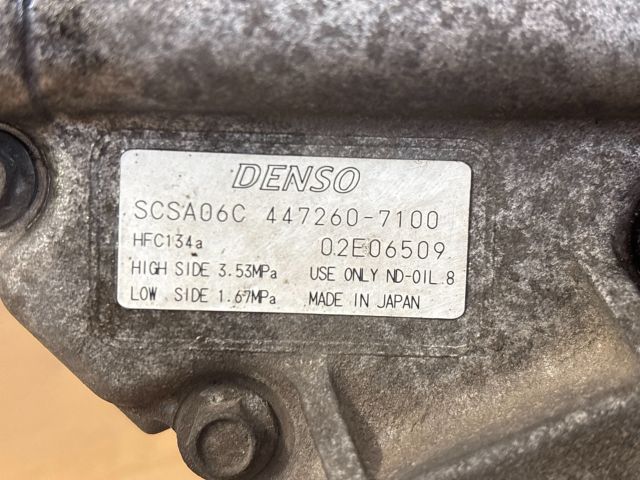 DENSO
SCSA06C 447260-7100
HFC134a 02E06509
HIGH SIDE 3.53MPa USE ONLY ND-OIL 8
LOW SIDE 1.67MPa MADE IN JAPAN